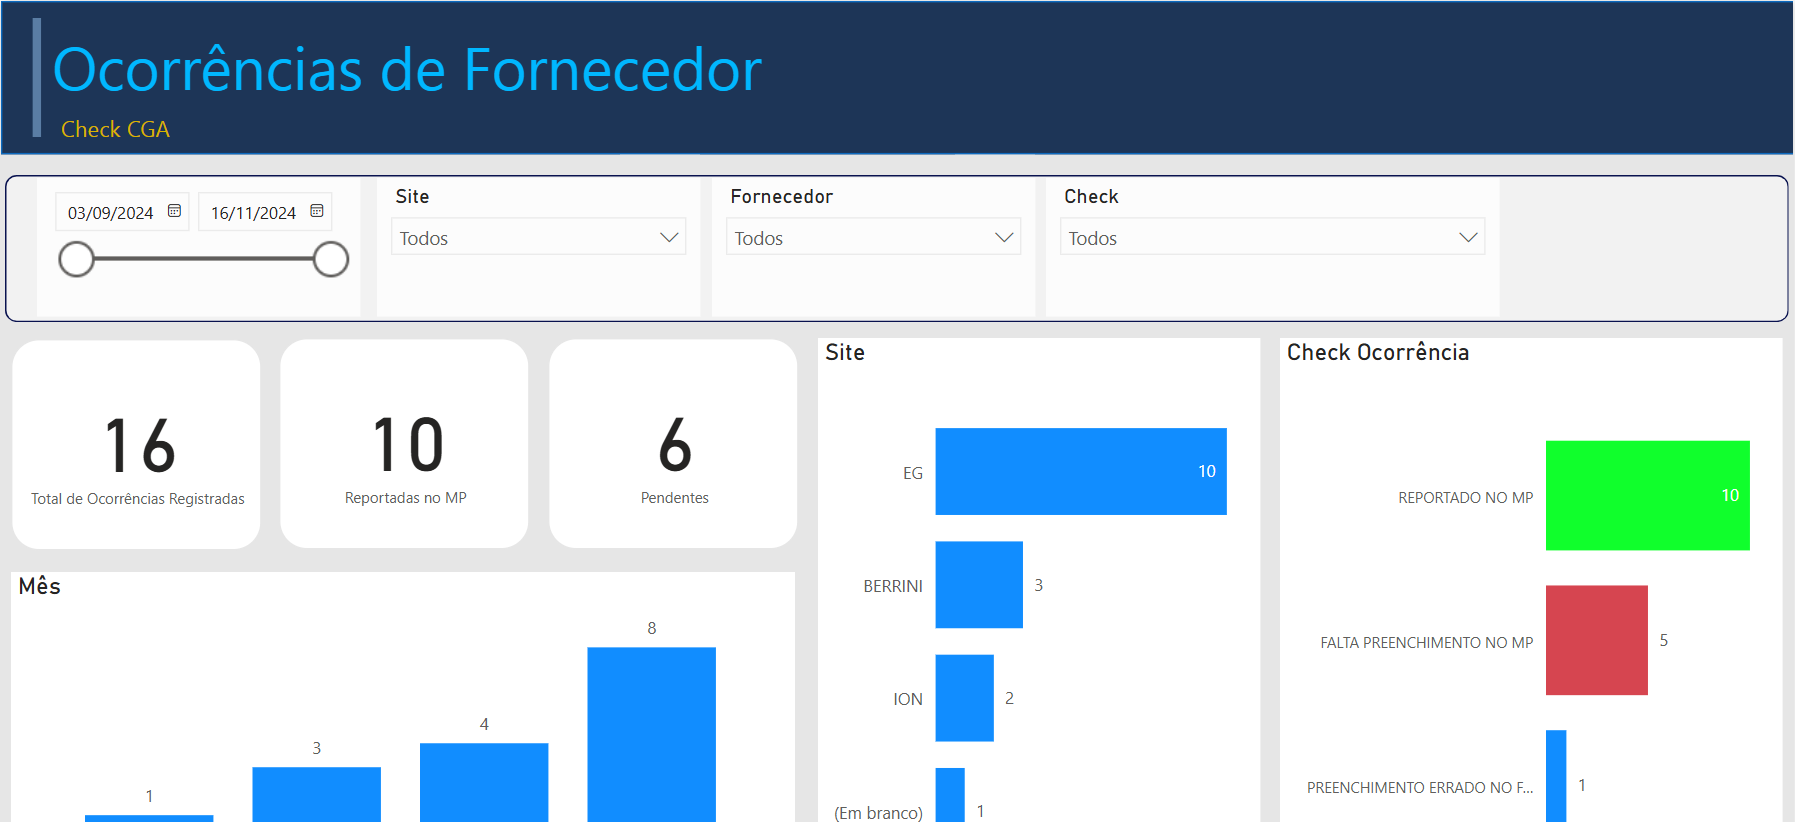 Ocorrências de Fornecedor
Check CGA
03/09/2024
16/11/2024
Site
Todos
Fornecedor
Todos
Check
Todos
16
Total de Ocorrências Registradas
10
Reportadas no MP
6
Pendentes
Mês
1
3
4
8
Site
EG
10
BERRINI
3
ION
2
(Em branco)
1
Check Ocorrência
REPORTADO NO MP
10
FALTA PREENCHIMENTO NO MP
5
PREENCHIMENTO ERRADO NO F...
1